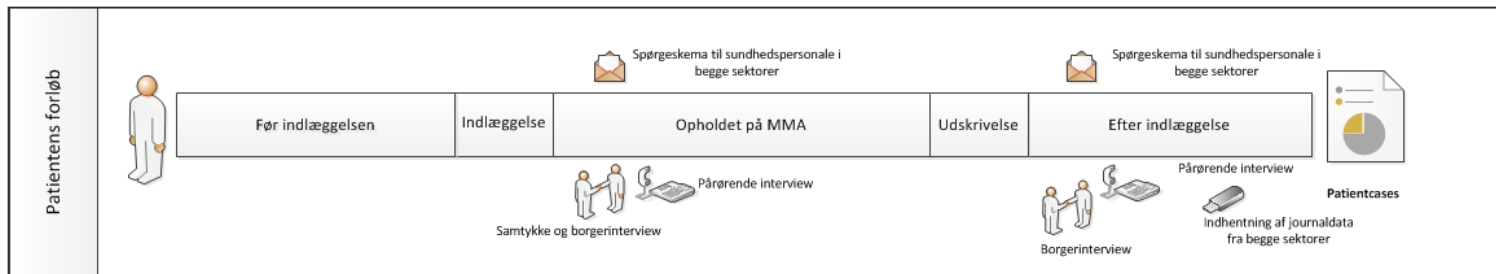 Patientens forløb
Spørgeskema til sundhedspersonale i
begge sektorer
Spørgeskema til sundhedspersonale i
begge sektorer
Før indlæggelsen
Indlæggelse
Opholdet på MMA
Udskrivelse
Efter indlæggelse
Pårørende interview
Samtykke og borgerinterview
Pårørende interview
Borgerinterview
Indhentning af journaldata
fra begge sektorer
Patientcases